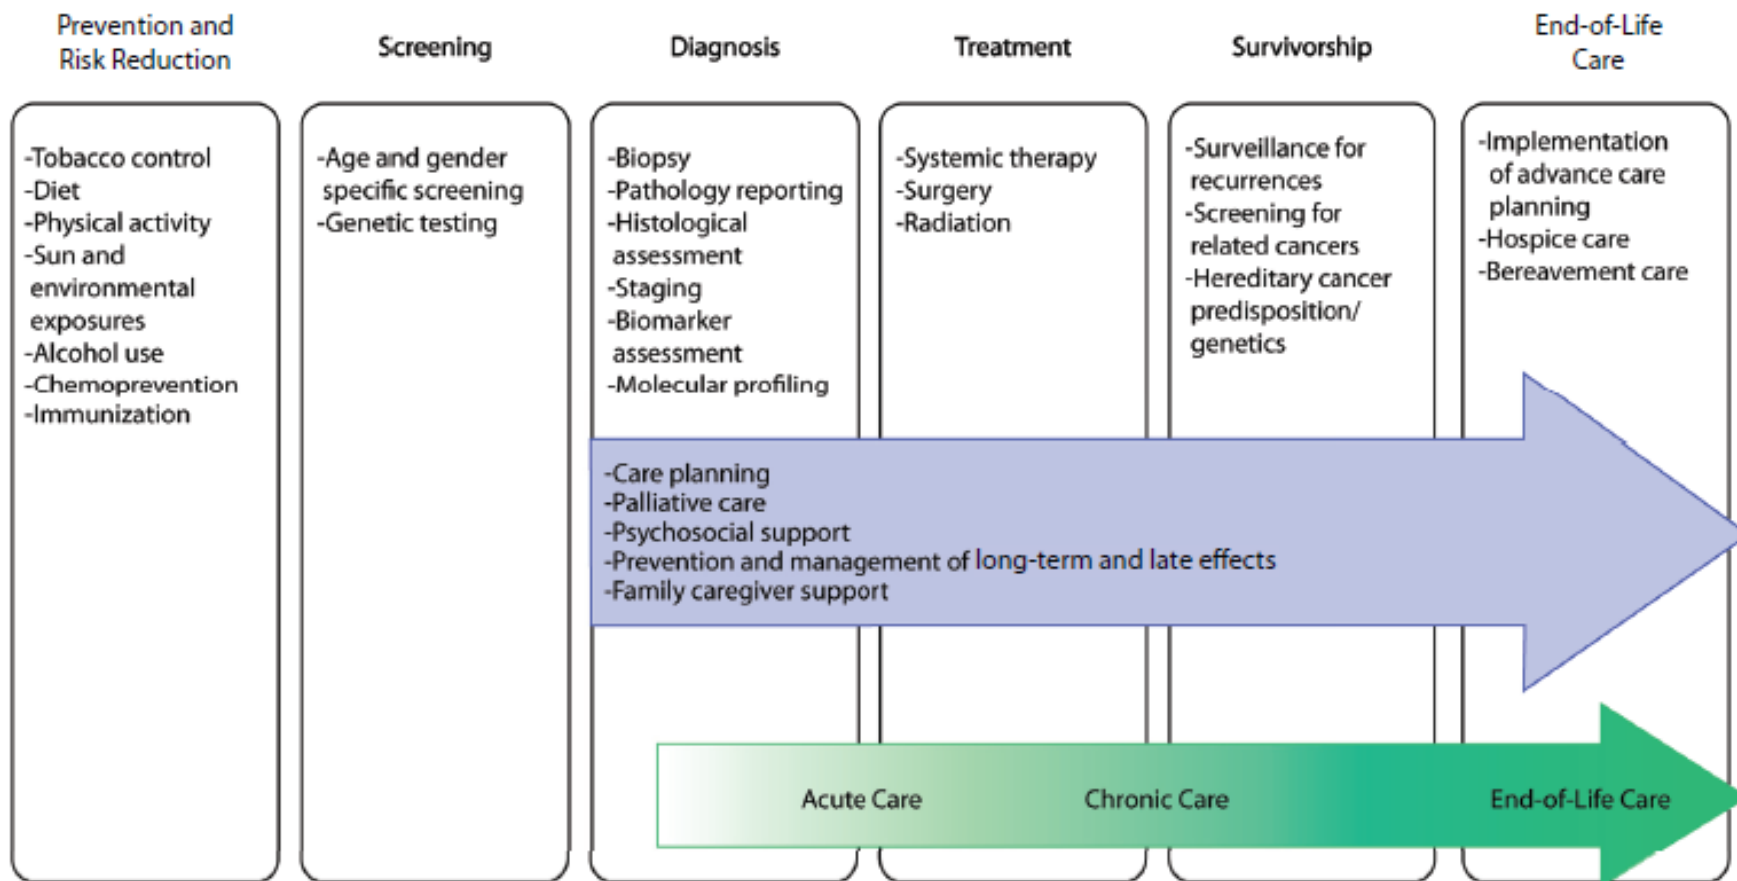 Prevention and
Risk Reduction
Screening
Diagnosis
Treatment
Survivorship
End-of-Life
Care
-Tobacco control
-Diet
-Physical activity
-Sun and
environmental
exposures
-Alcohol use
-Chemoprevention
-Immunization
-Age and gender
specific screening
-Genetic testing
-Biopsy
-Pathology reporting
-Histological
assessment
-Staging
-Biomarker
assessment
-Molecular profiling
-Systemic therapy
-Surgery
-Radiation
-Surveillance for
recurrences
-Screening for
related cancers
-Hereditary cancer
predisposition/
genetics
-Implementation
of advance care
planning
-Hospice care
-Bereavement care
-Care planning
-Palliative care
-Psychosocial support
-Prevention and management of long-term and late effects
-Family caregiver support
Acute Care
Chronic Care
End-of-Life Care